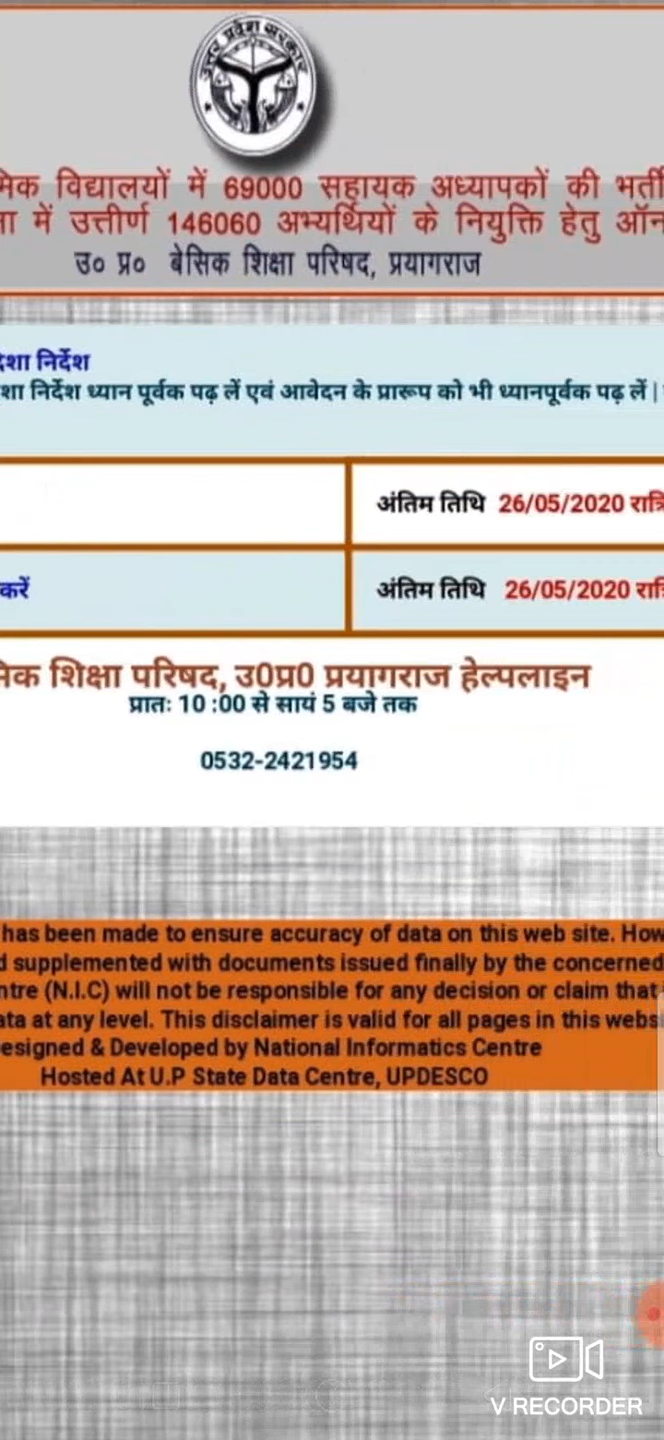 उत्तर प्रदेश सरकार
विद्यालयों में 69000 सहायक अध्यापकों की भर्ती
में उत्तीर्ण 146060 अभ्यर्थियों के नियुक्ति हेतु ऑन
उ० प्र० बेसिक शिक्षा परिषद, प्रयागराज
निर्देश
निर्देश ध्यान पूर्वक पढ़ लें एवं आवेदन के प्रारूप को भी ध्यानपूर्वक पढ़ लें |
अंतिम तिथि 26/05/2020 रात्रि
करें अंतिम तिथि 26/05/2020 रात्रि
शिक्षा परिषद, उ0प्र0 प्रयागराज हेल्पलाइन
प्रातः 10 :00 से सायं 5 बजे तक
0532-2421954
has been made to ensure accuracy of data on this web site. How
supplemented with documents issued finally by the concerned
ntre (N.I.C) will not be responsible for any decision or claim that
ata at any level. This disclaimer is valid for all pages in this webs
esigned & Developed by National Informatics Centre
Hosted At U.P State Data Centre, UPDESCO
V RECORDER